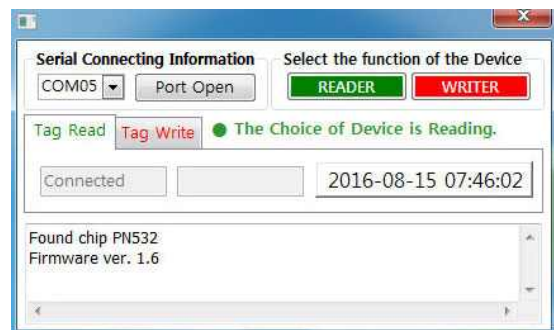 Serial Connecting Information
Select the function of the Device
COM05
Port Open
READER
WRITER
Tag Read
Tag Write
The Choice of Device is Reading.
Connected
2016-08-15 07:46:02
Found chip PN532
Firmware ver. 1.6